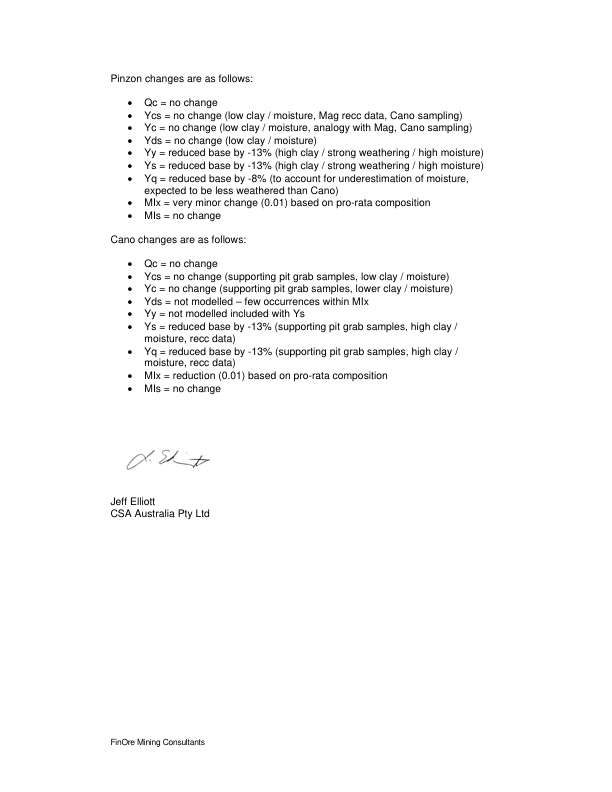 Pinzon changes are as follows:
• Qc = no change
• Ycs = no change (low clay / moisture, Mag recc data, Cano sampling)
• Yc = no change (low clay / moisture, analogy with Mag, Cano sampling)
• Yds = no change (low clay / moisture)
• Yy = reduced base by -13% (high clay / strong weathering / high moisture)
• Ys = reduced base by -13% (high clay / strong weathering / high moisture)
• Yq = reduced base by -8% (to account for underestimation of moisture,
expected to be less weathered than Cano)
• MIx = very minor change (0.01) based on pro-rata composition
• MIs = no change
Cano changes are as follows:
• Qc = no change
• Ycs = no change (supporting pit grab samples, low clay / moisture)
• Yc = no change (supporting pit grab samples, lower clay / moisture)
• Yds = not modelled – few occurrences within MIx
• Yy = not modelled included with Ys
• Ys = reduced base by -13% (supporting pit grab samples, high clay /
moisture, recc data)
• Yq = reduced base by -13% (supporting pit grab samples, high clay /
moisture, recc data)
• MIx = reduction (0.01) based on pro-rata composition
• MIs = no change
Jeff Elliott
CSA Australia Pty Ltd
FinOre Mining Consultants